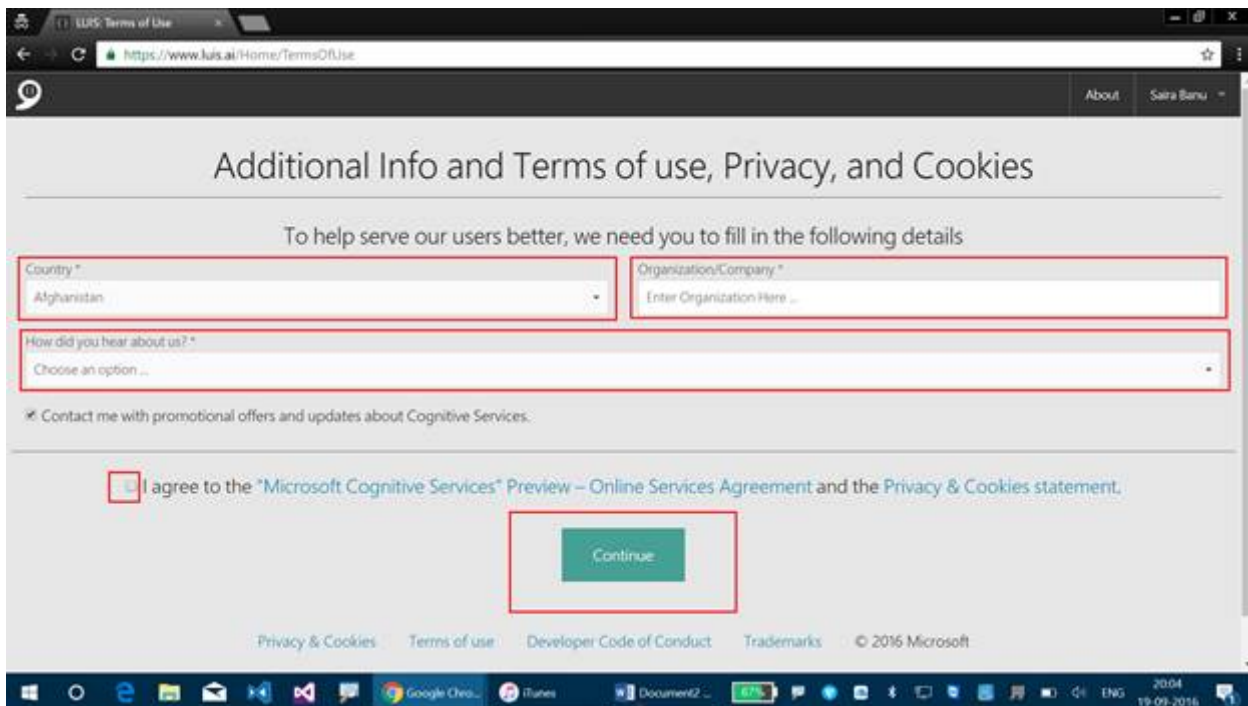 LUIS: Terms of Use
https://www.luis.ai/Home/TermsOfUse
About Saira Banu
Additional Info and Terms of use, Privacy, and Cookies
To help serve our users better, we need you to fill in the following details
Country * Organization/Company *
Afghanistan Enter Organization Here ...
How did you hear about us? *
Choose an option ...
Contact me with promotional offers and updates about Cognitive Services.
I agree to the "Microsoft Cognitive Services" Preview – Online Services Agreement and the Privacy & Cookies statement.
Continue
Privacy & Cookies Terms of use Developer Code of Conduct Trademarks © 2016 Microsoft
Google Chro... iTunes Document2 ... 67% ENG 20:04
19-09-2016